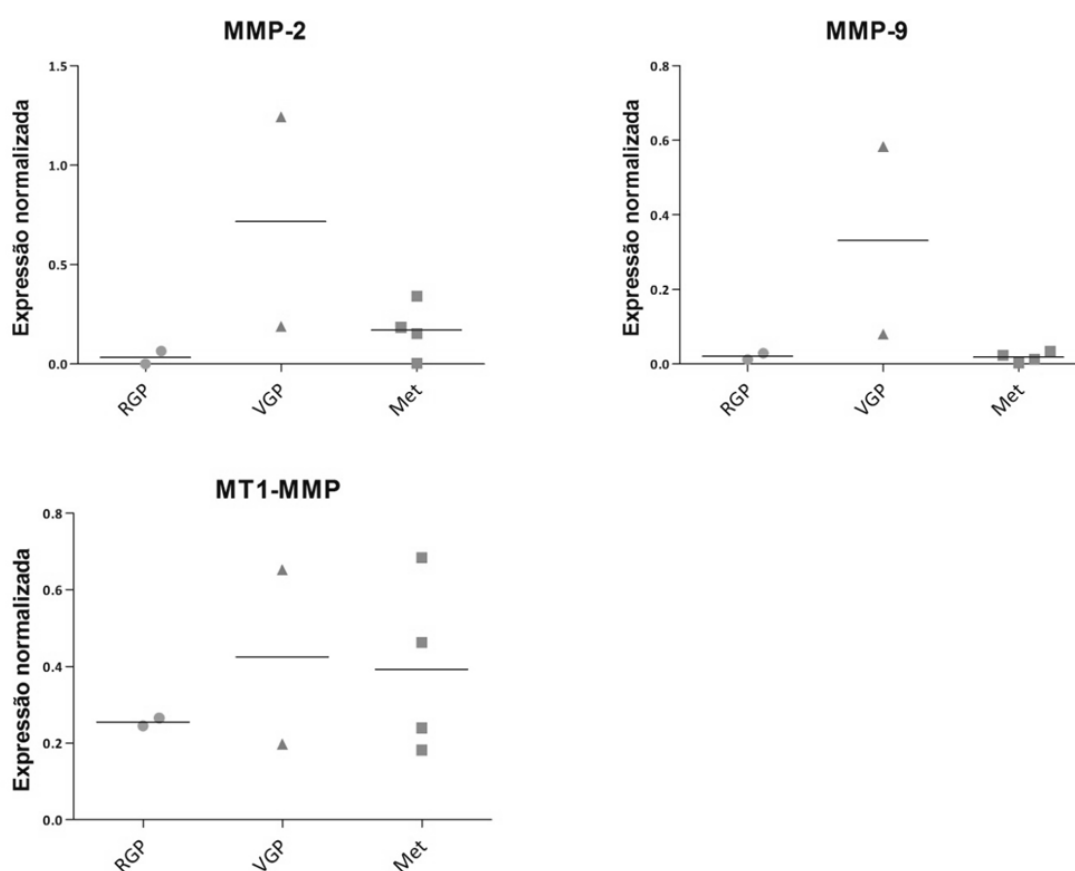 MMP-2
Expressão normalizada
1.5
1.0
0.5
0.0
RGP
VGP
Met
MMP-9
Expressão normalizada
0.8
0.6
0.4
0.2
0.0
RGP
VGP
Met
MT1-MMP
Expressão normalizada
0.8
0.6
0.4
0.2
0.0
RGP
VGP
Met